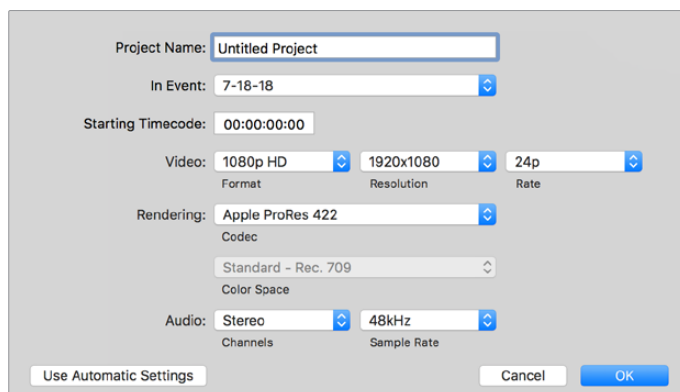 Project Name: Untitled Project
In Event: 7-18-18
Starting Timecode: 00:00:00:00
Video: 1080p HD 1920x1080 24p
Format Resolution Rate
Rendering: Apple ProRes 422
Codec
Standard - Rec. 709
Color Space
Audio: Stereo 48kHz
Channels Sample Rate
Use Automatic Settings Cancel OK